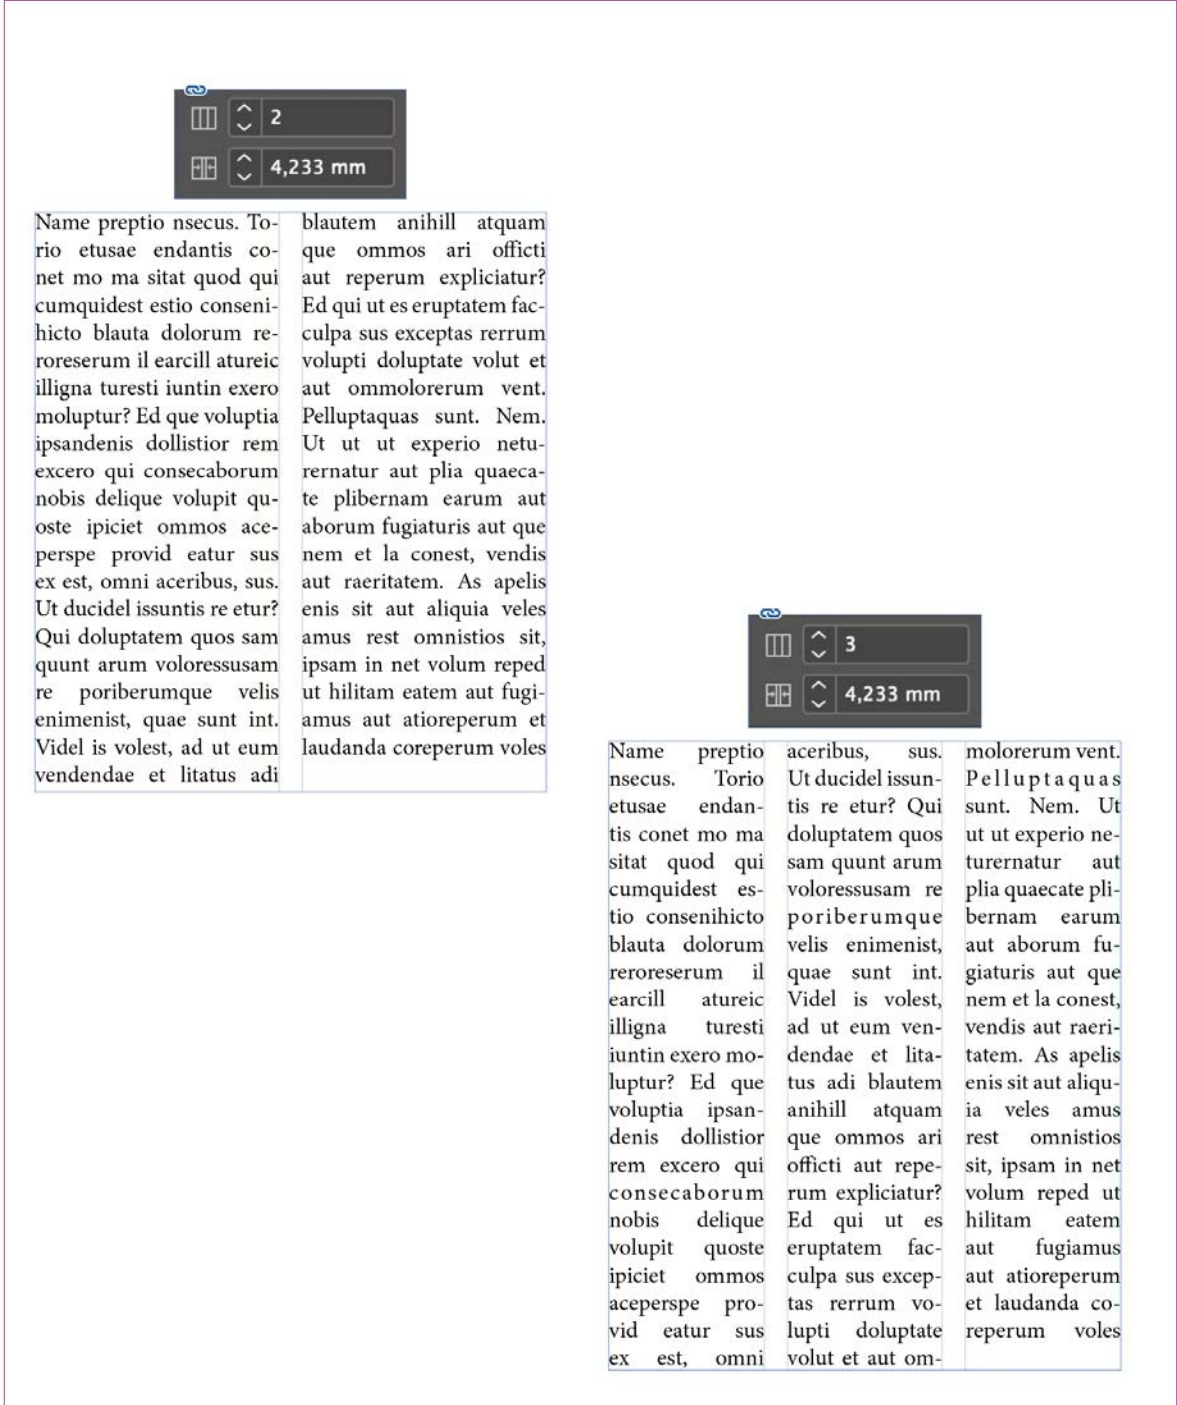 2
4,233 mm
Name preptio nsecus. To-
rio etusae endantis co-
net mo ma sitat quod qui
cumquidest estio conseni-
hicto blauta dolorum re-
roreserum il earcill atureic
illigna turesti iuntin exero
moluptur? Ed que voluptia
ipsandenis dollistior rem
excero qui consecaborum
nobis delique volupit qu-
oste ipiciet ommos ace-
perspe provid eatur sus
ex est, omni aceribus, sus.
Ut ducidel issuntis re etur?
Qui doluptatem quos sam
quunt arum voloressusam
re poriberumque velis
enimenist, quae sunt int.
Videl is volest, ad ut eum
vendendae et litatus adi
blautem anihill atquam
que ommos ari officti
aut reperum expliciatur?
Ed qui ut es eruptatem fac-
culpa sus exceptas rerrum
volupti doluptate volut et
aut ommolorerum vent.
Pelluptaquas sunt. Nem.
Ut ut ut experio netu-
rernatur aut plia quaeca-
te plibernam earum aut
aborum fugiaturis aut que
nem et la conest, vendis
aut raeritatem. As apelis
enis sit aut aliquia veles
amus rest omnistios sit,
ipsam in net volum reped
ut hilitam eatem aut fugi-
amus aut atioreperum et
laudanda coreperum voles
3
4,233 mm
Name preptio
nsecus. Torio
etusae endan-
tis conet mo ma
sitat quod qui
cumquidest es-
tio consenihicto
blauta dolorum
reroreserum il
earcill atureic
illigna turesti
iuntin exero mo-
luptur? Ed que
voluptia ipsan-
denis dollistior
rem excero qui
consecaborum
nobis delique
volupit quoste
ipiciet ommos
aceperspe pro-
vid eatur sus
ex est, omni
aceribus, sus.
Ut ducidel issun-
tis re etur? Qui
doluptatem quos
sam quunt arum
voloressusam re
poriberumque
velis enimenist,
quae sunt int.
Videl is volest,
ad ut eum ven-
dendae et lita-
tus adi blautem
anihill atquam
que ommos ari
officti aut repe-
rum expliciatur?
Ed qui ut es
eruptatem fac-
culpa sus excep-
tas rerrum vo-
lupti doluptate
volut et aut om-
molorerum vent.
Pelluptaquas
sunt. Nem. Ut
ut ut experio ne-
turernatur aut
plia quaecate pli-
bernam earum
aut aborum fu-
giaturis aut que
nem et la conest,
vendis aut raeri-
tatem. As apelis
enis sit aut aliqu-
ia veles amus
rest omnistios
sit, ipsam in net
volum reped ut
hilitam eatem
aut fugiamus
aut atioreperum
et laudanda co-
reperum voles